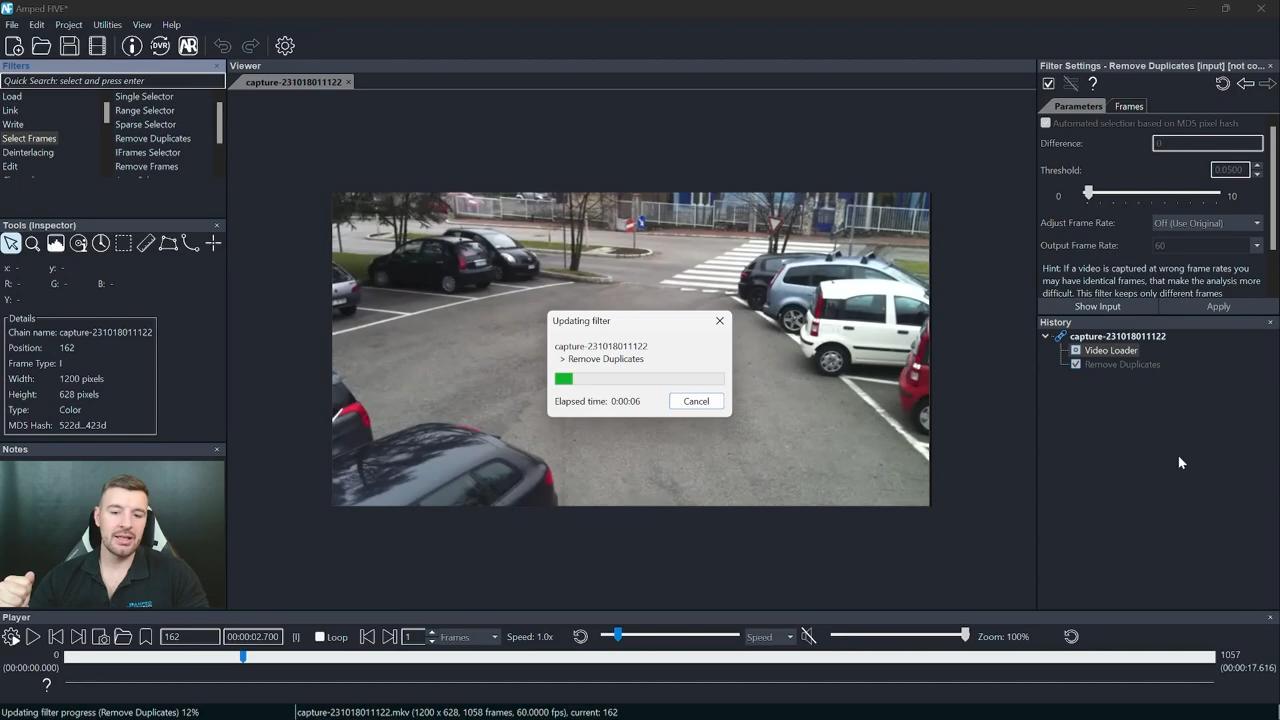 Amped FIVE*
File Edit Project Utilities View Help
DVR AR
Filters
Quick Search: select and press enter
Load
Link
Write
Select Frames
Deinterlacing
Edit
Single Selector
Range Selector
Sparse Selector
Remove Duplicates
IFrames Selector
Remove Frames
Tools (Inspector)
x: - y: -
R: - G: - B: -
Y: -
Details
Chain name: capture-231018011122
Position: 162
Frame Type: I
Width: 1200 pixels
Height: 628 pixels
Type: Color
MD5 Hash: 522d...423d
Notes
Viewer
capture-231018011122
Updating filter
capture-231018011122
> Remove Duplicates
Elapsed time: 0:00:06 Cancel
Filter Settings - Remove Duplicates [input] [not co...
Parameters Frames
Automated selection based on MD5 pixel hash
Difference: 0
Threshold: 0.0500
0 10
Adjust Frame Rate: Off (Use Original)
Output Frame Rate: 60
Hint: If a video is captured at wrong frame rates you
may have identical frames, that make the analysis more
difficult. This filter keeps only different frames
Show Input Apply
History
capture-231018011122
Video Loader
Remove Duplicates
Player
162 00:00:02.700 [I] Loop 1 Frames Speed: 1.0x Speed Zoom: 100%
0 1057
(00:00:00.000) (00:00:17.616)
?
Updating filter progress (Remove Duplicates) 12% capture-231018011122.mkv (1200 x 628, 1058 frames, 60.0000 fps), current: 162